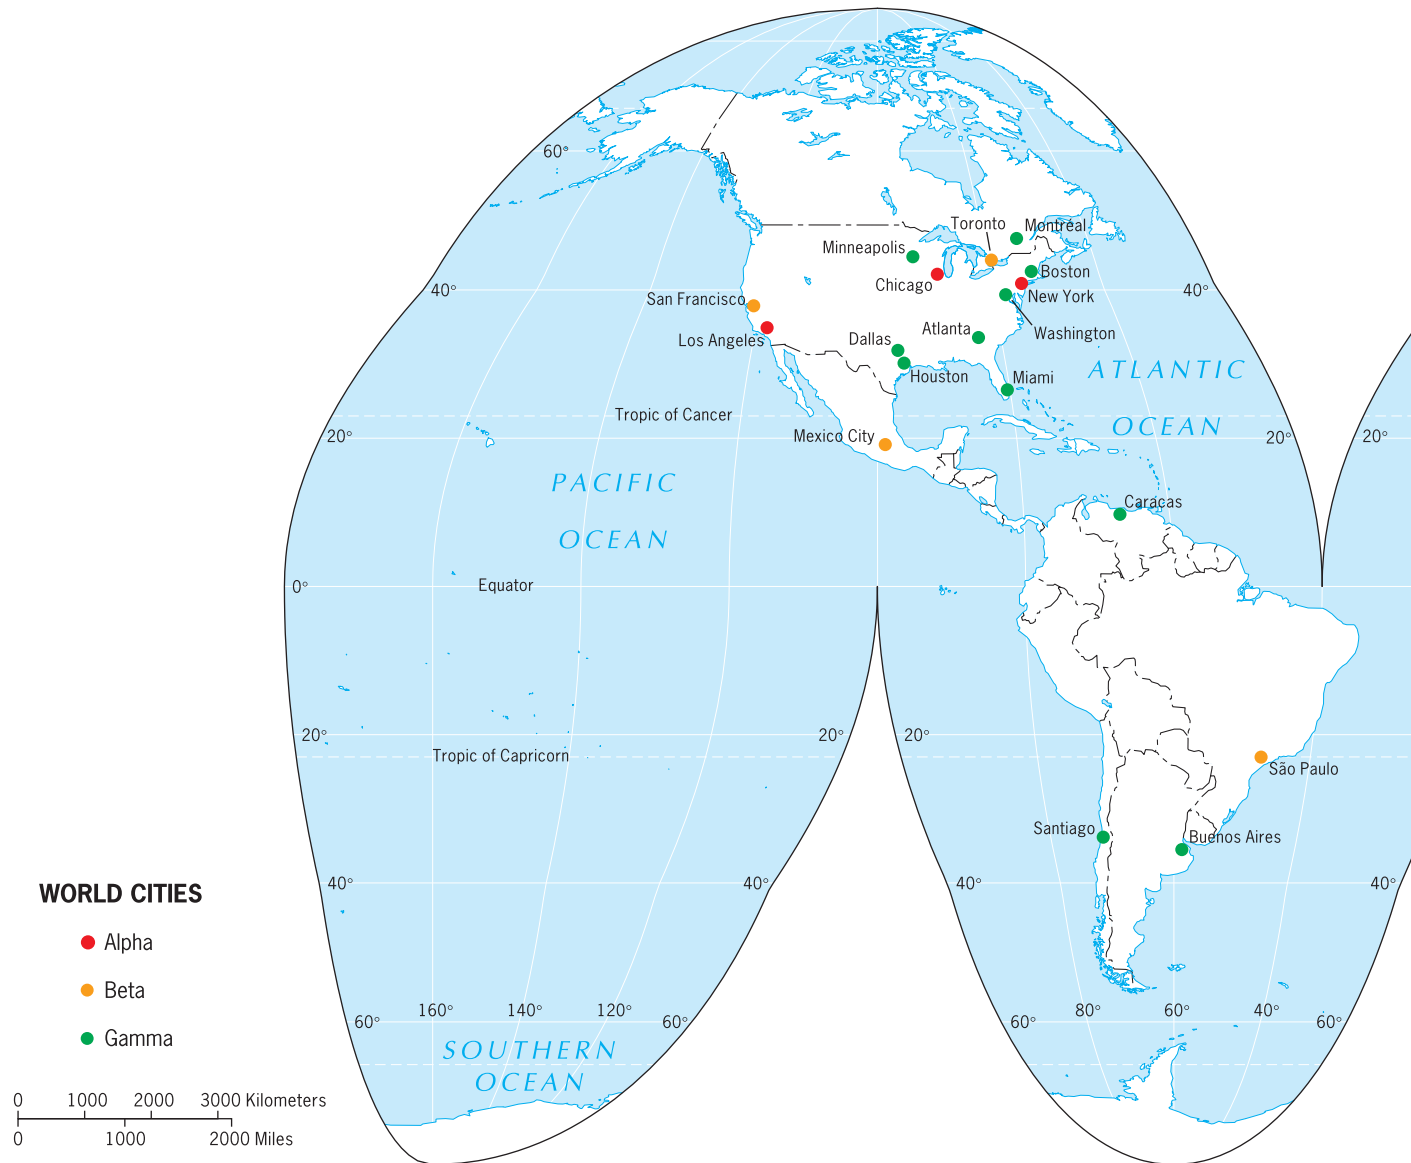 60°
Toronto
Montréal
Minneapolis
Chicago
Boston
40°
New York
40°
San Francisco
Los Angeles
Dallas
Atlanta
Washington
Houston
Miami
ATLANTIC
OCEAN
Tropic of Cancer
20°
Mexico City
20°
20°
PACIFIC
OCEAN
Caracas
0°
Equator
20°
20°
20°
Tropic of Capricorn
São Paulo
Santiago
Buenos Aires
40°
40°
40°
40°
WORLD CITIES
Alpha
Beta
Gamma
60°
160°
140°
120°
60°
60°
80°
60°
40°
60°
SOUTHERN
OCEAN
0 1000 2000 3000 Kilometers
0 1000 2000 Miles